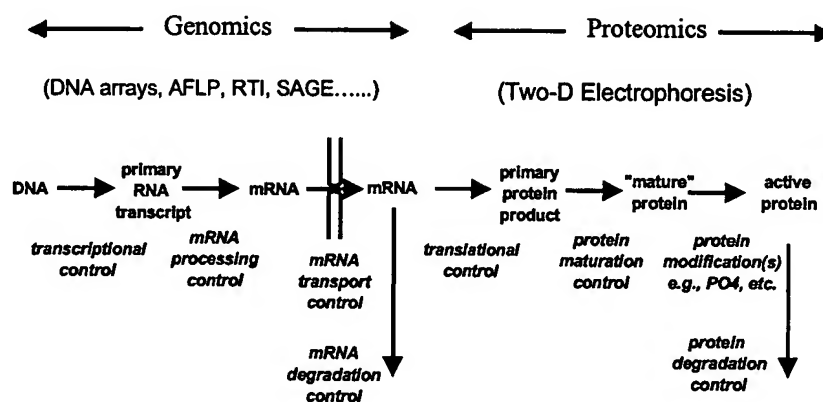 Genomics
Proteomics
(DNA arrays, AFLP, RTI, SAGE......)
(Two-D Electrophoresis)
DNA
primary
RNA
transcript
mRNA
mRNA
primary
protein
product
"mature"
protein
active
protein
transcriptional
control
mRNA
processing
control
mRNA
transport
control
translational
control
protein
maturation
control
protein
modification(s)
e.g., PO4, etc.
mRNA
degradation
control
protein
degradation
control